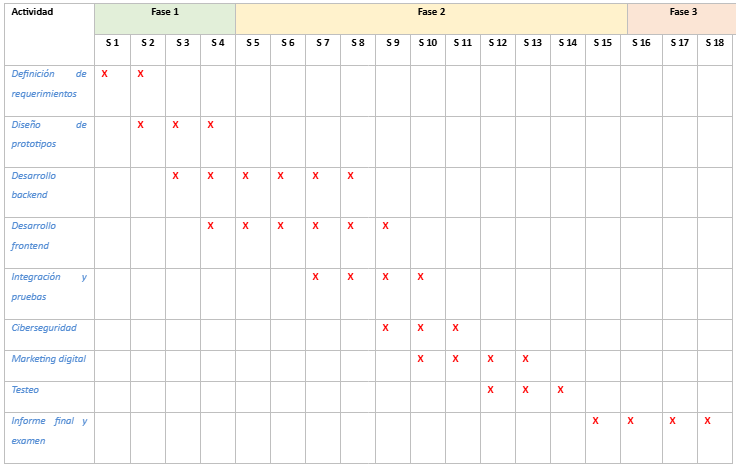 Actividad Fase 1 Fase 2 Fase 3
S 1 S 2 S 3 S 4 S 5 S 6 S 7 S 8 S 9 S 10 S 11 S 12 S 13 S 14 S 15 S 16 S 17 S 18
Definición de X X
requerimientos
Diseño de X X X
prototipos
Desarrollo X X X X X X
backend
Desarrollo X X X X X X
frontend
Integración y X X X X
pruebas
Ciberseguridad X X X
Marketing digital X X X X
Testeo X X X
Informe final y X X X X
examen